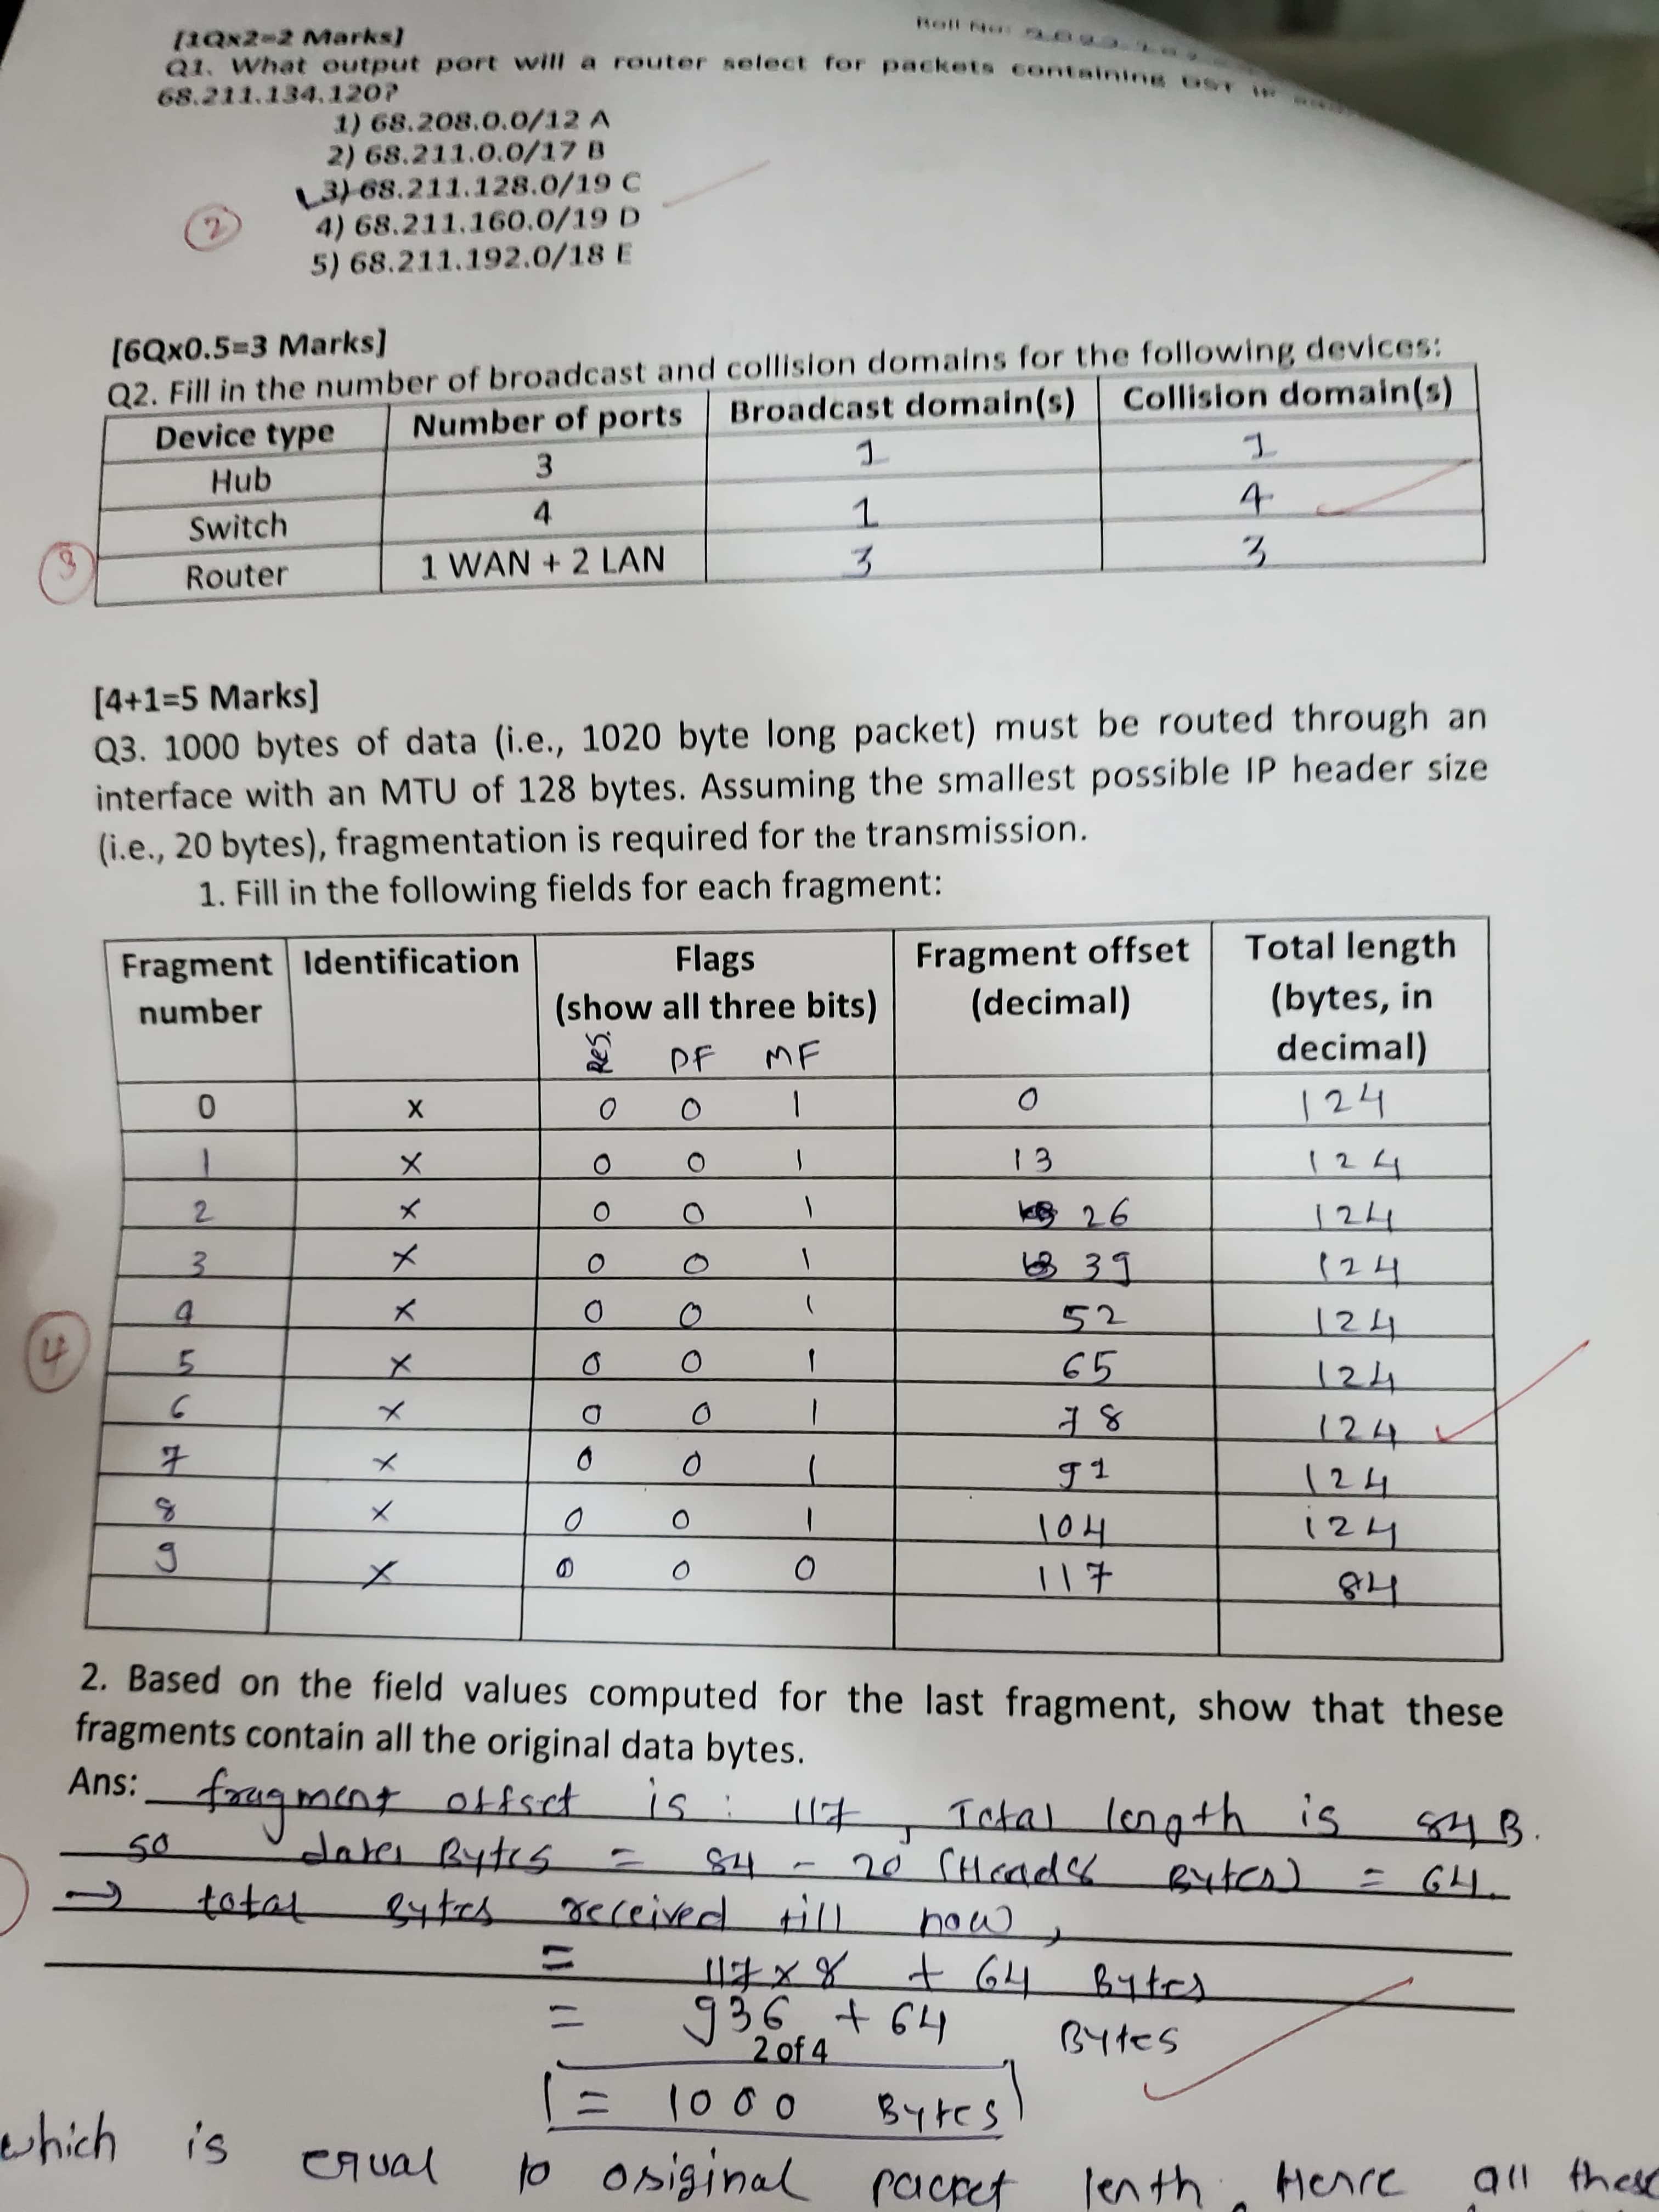 Roll No:
[1Qx2=2 Marks]
Q1. What output port will a router select for packets containing DST IP
68.211.134.120?
1) 68.208.0.0/12 A
2) 68.211.0.0/17 B
3) 68.211.128.0/19 C
4) 68.211.160.0/19 D
5) 68.211.192.0/18 E
2
[6Qx0.5=3 Marks]
Q2. Fill in the number of broadcast and collision domains for the following devices:
Device type Number of ports Broadcast domain(s) Collision domain(s)
Hub 3 1 1
Switch 4 1 4
3 Router 1 WAN + 2 LAN 3 3
[4+1=5 Marks]
Q3. 1000 bytes of data (i.e., 1020 byte long packet) must be routed through an
interface with an MTU of 128 bytes. Assuming the smallest possible IP header size
(i.e., 20 bytes), fragmentation is required for the transmission.
1. Fill in the following fields for each fragment:
Fragment Identification Flags Fragment offset Total length
number (show all three bits) (decimal) (bytes, in
Res. DF MF decimal)
0 x 0 0 1 0 124
1 x 0 0 1 13 124
2 x 0 0 1 26 124
3 x 0 0 1 39 124
4 x 0 0 1 52 124
4 5 x 0 0 1 65 124
6 x 0 0 1 78 124
7 x 0 0 1 91 124
8 x 0 0 1 104 124
9 x 0 0 0 117 84
2. Based on the field values computed for the last fragment, show that these
fragments contain all the original data bytes.
Ans: fragment offset is : 117, Total length is 84 B.
so data Bytes = 84 - 20 (Header Bytes) = 64.
→ total Bytes received till now,
= 117 x 8 + 64 Bytes
= 936 + 64 Bytes
2 of 4
= 1000 Bytes
which is equal to original packet lenth. Hence all these